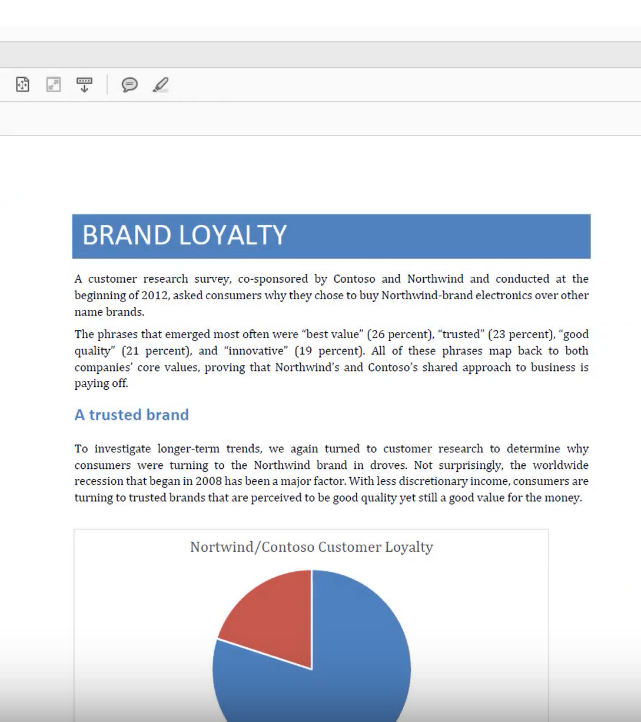 BRAND LOYALTY
A customer research survey, co-sponsored by Contoso and Northwind and conducted at the
beginning of 2012, asked consumers why they chose to buy Northwind-brand electronics over other
name brands.
The phrases that emerged most often were “best value” (26 percent), “trusted” (23 percent), “good
quality” (21 percent), and “innovative” (19 percent). All of these phrases map back to both
companies’ core values, proving that Northwind’s and Contoso’s shared approach to business is
paying off.
A trusted brand
To investigate longer-term trends, we again turned to customer research to determine why
consumers were turning to the Northwind brand in droves. Not surprisingly, the worldwide
recession that began in 2008 has been a major factor. With less discretionary income, consumers are
turning to trusted brands that are perceived to be good quality yet still a good value for the money.
Nortwind/Contoso Customer Loyalty